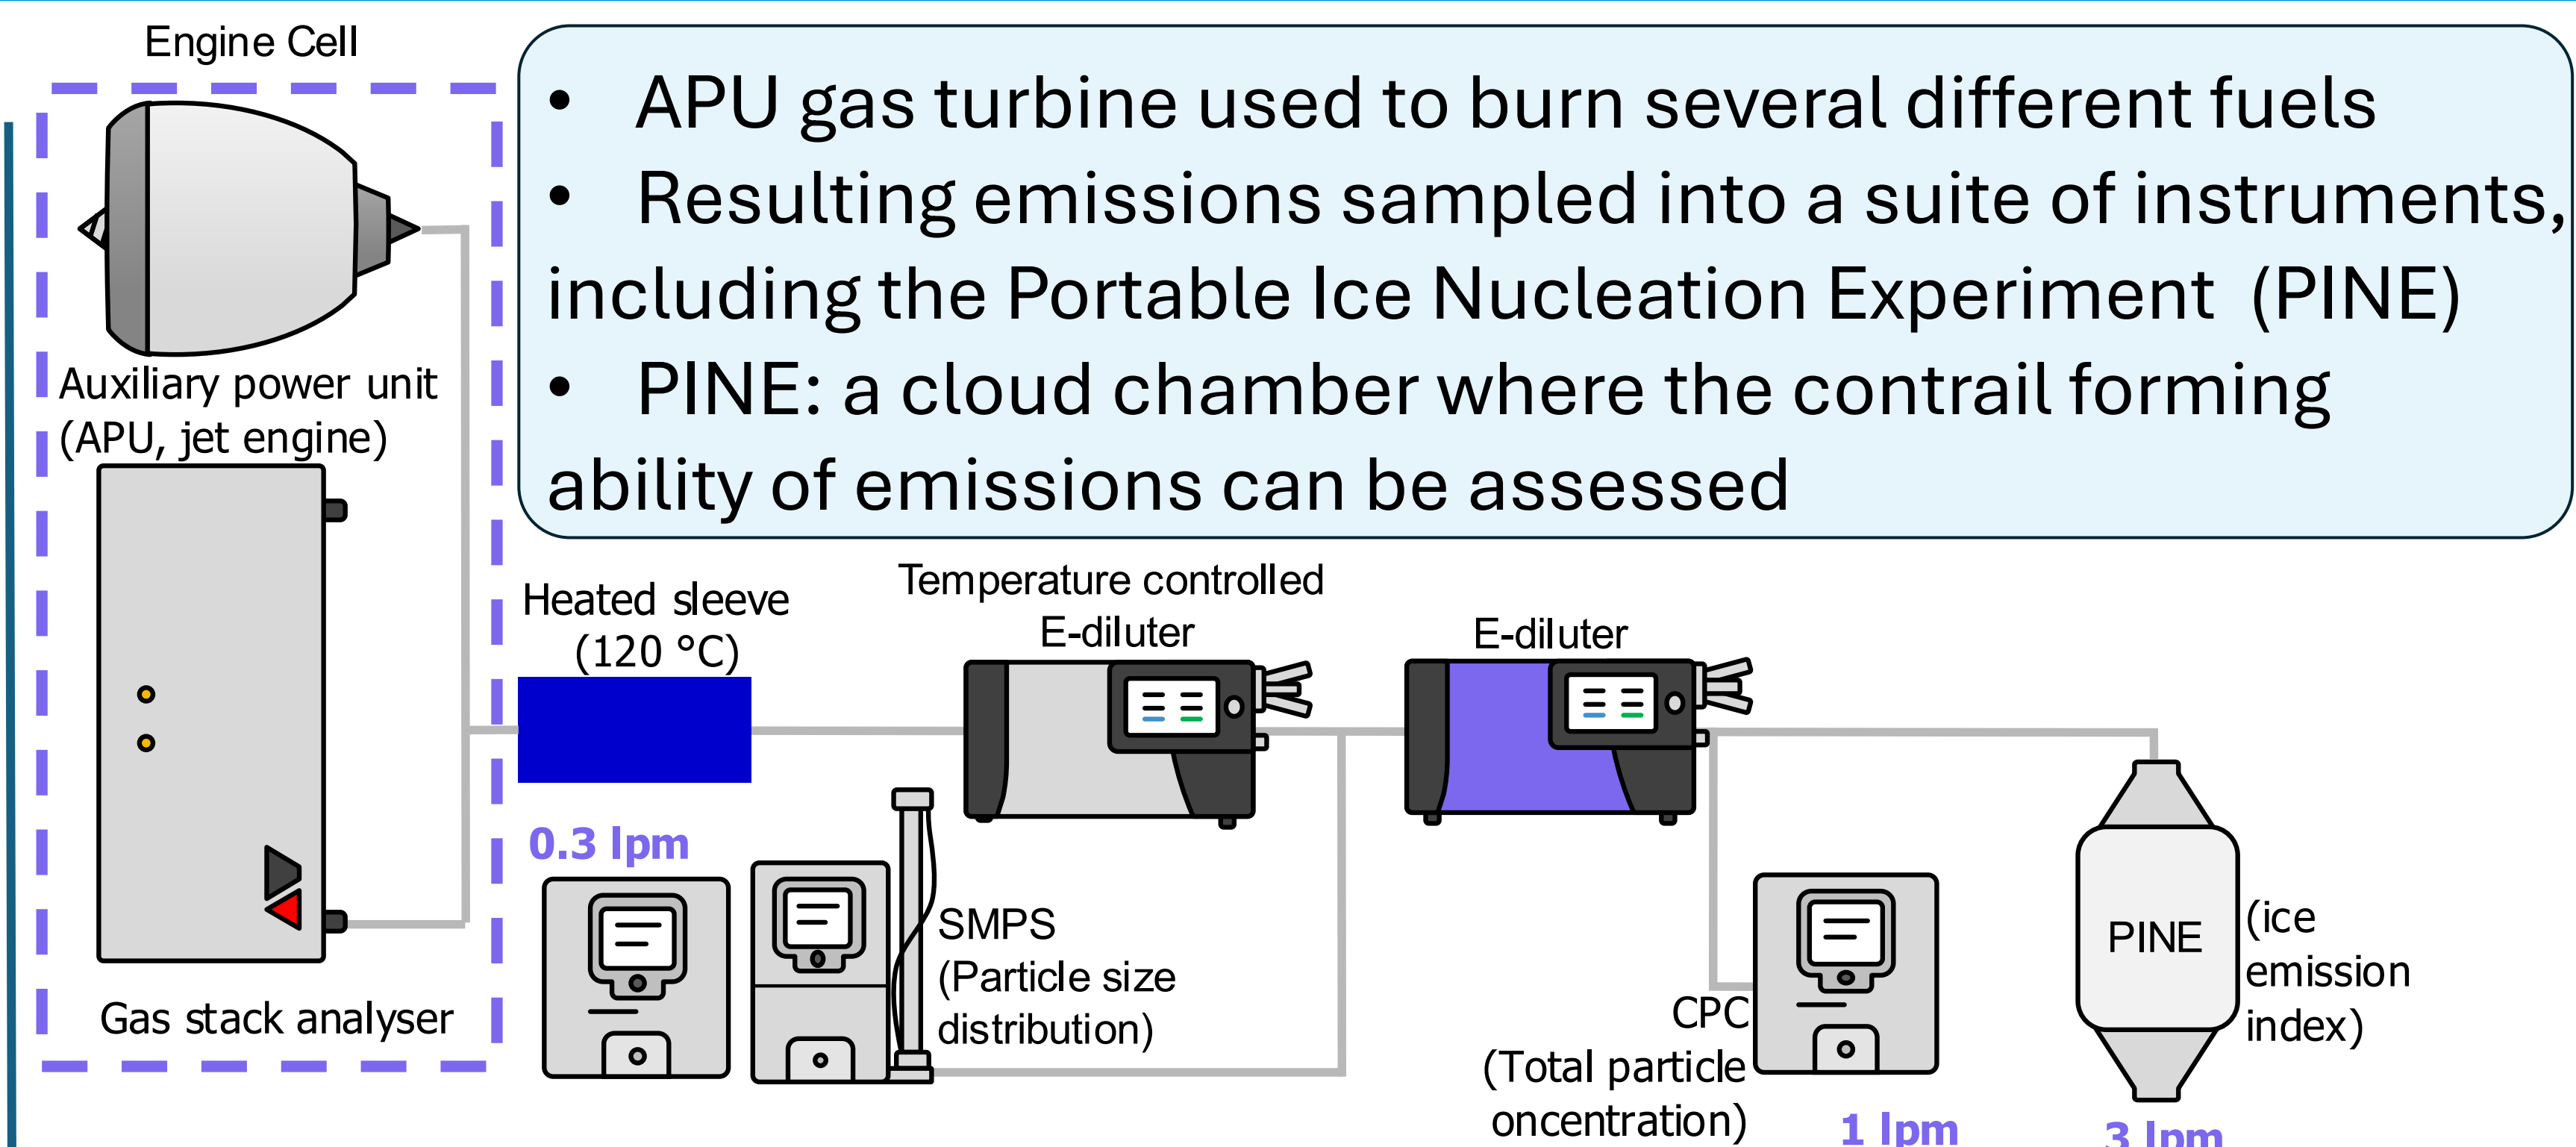 Engine Cell
• APU gas turbine used to burn several different fuels
• Resulting emissions sampled into a suite of instruments,
including the Portable Ice Nucleation Experiment (PINE)
• PINE: a cloud chamber where the contrail forming
ability of emissions can be assessed
Auxiliary power unit
(APU, jet engine)
Gas stack analyser
Heated sleeve
(120 °C)
Temperature controlled
E-diluter
E-diluter
0.3 lpm
SMPS
(Particle size
distribution)
CPC
(Total particle
oncentration)
1 lpm
PINE
(ice
emission
index)
3 lpm